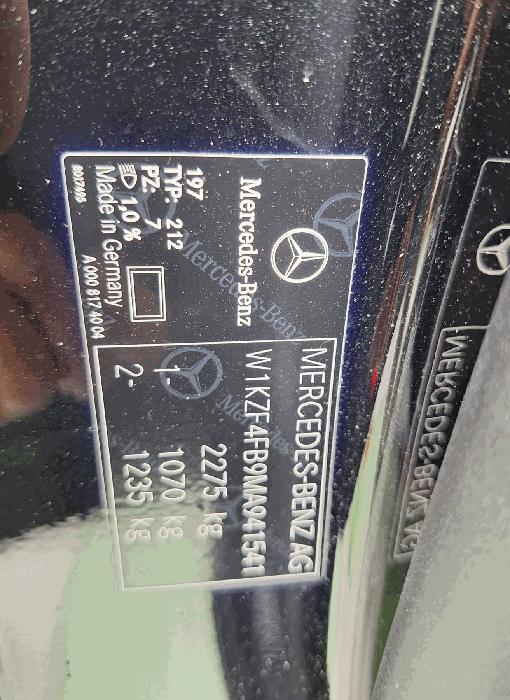 Mercedes-Benz
197
TYP: 212
PZ: 7
1,0 %
Made in Germany
A 000 817 40 04
MERCEDES-BENZ AG
W1KZF4FB9MA941541
2275 kg
1. 1070 kg
2- 1235 kg
MERCEDES-BENZ AG